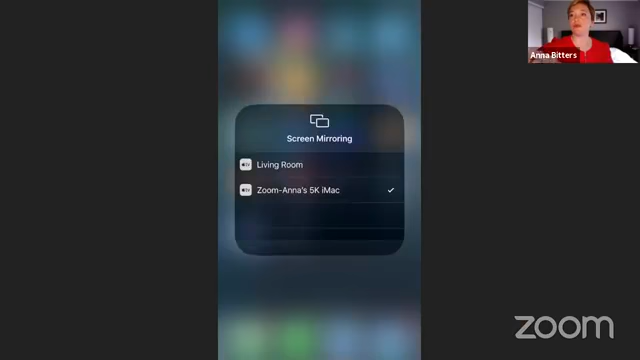 Anna Bitters
Screen Mirroring
Living Room
Zoom-Anna's 5K iMac
zoom